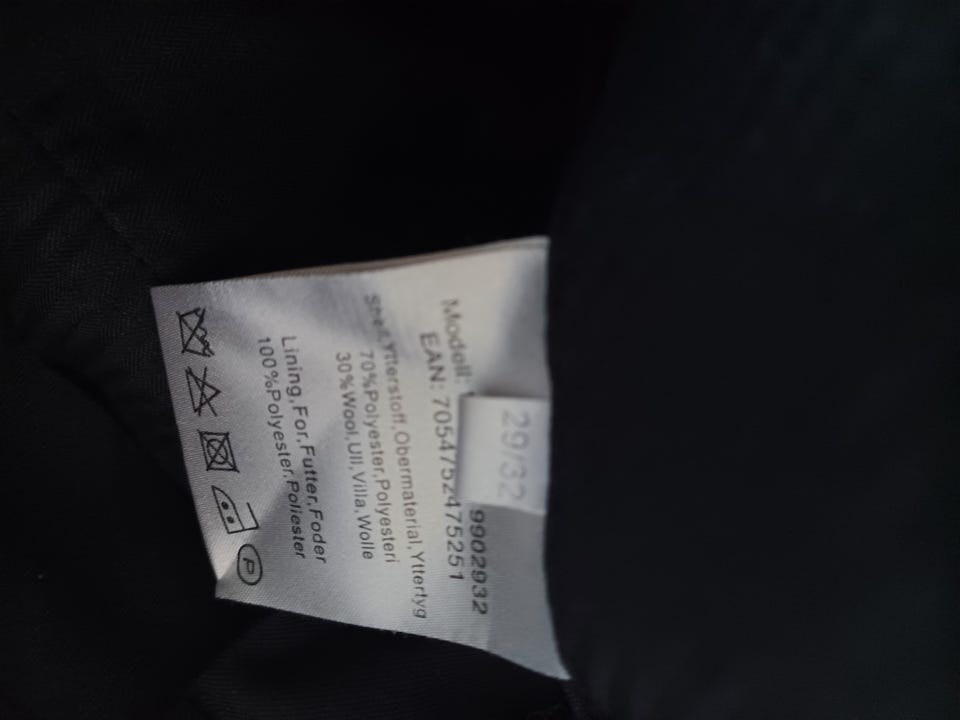 29/32
Modell: 9902932
EAN: 7054752475251
Shell,Ytterstoff,Obermaterial,Yttertyg
70%Polyester,Polyesteri
30%Wool,Ull,Villa,Wolle
Lining,For,Futter,Foder
100%Polyester,Poliester
P